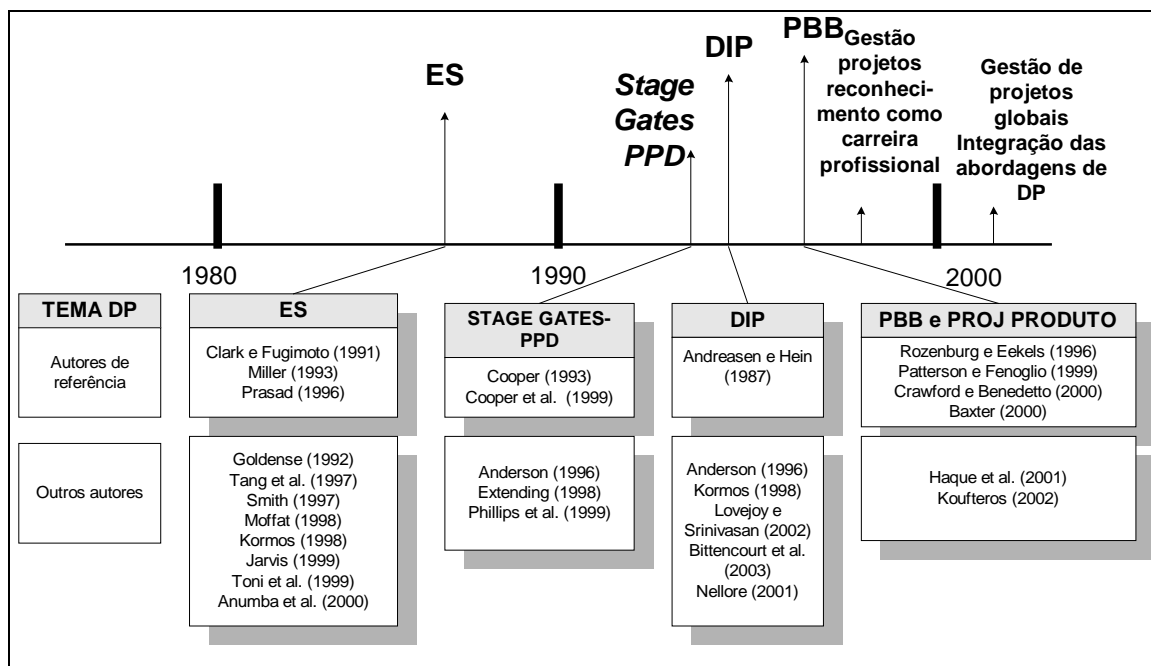 ES
Stage
Gates
PPD
DIP
PBB
Gestão
projetos
reconheci-
mento como
carreira
profissional
Gestão de
projetos
globais
Integração das
abordagens de
DP
1980
1990
2000
TEMA DP
Autores de
referência
Outros autores
ES
Clark e Fugimoto (1991)
Miller (1993)
Prasad (1996)
Goldense (1992)
Tang et al. (1997)
Smith (1997)
Moffat (1998)
Kormos (1998)
Jarvis (1999)
Toni et al. (1999)
Anumba et al. (2000)
STAGE GATES-
PPD
Cooper (1993)
Cooper et al. (1999)
Anderson (1996)
Extending (1998)
Phillips et al. (1999)
DIP
Andreasen e Hein
(1987)
Anderson (1996)
Kormos (1998)
Lovejoy e
Srinivasan (2002)
Bittencourt et al.
(2003)
Nellore (2001)
PBB e PROJ PRODUTO
Rozenburg e Eekels (1996)
Patterson e Fenoglio (1999)
Crawford e Benedetto (2000)
Baxter (2000)
Haque et al. (2001)
Koufteros (2002)